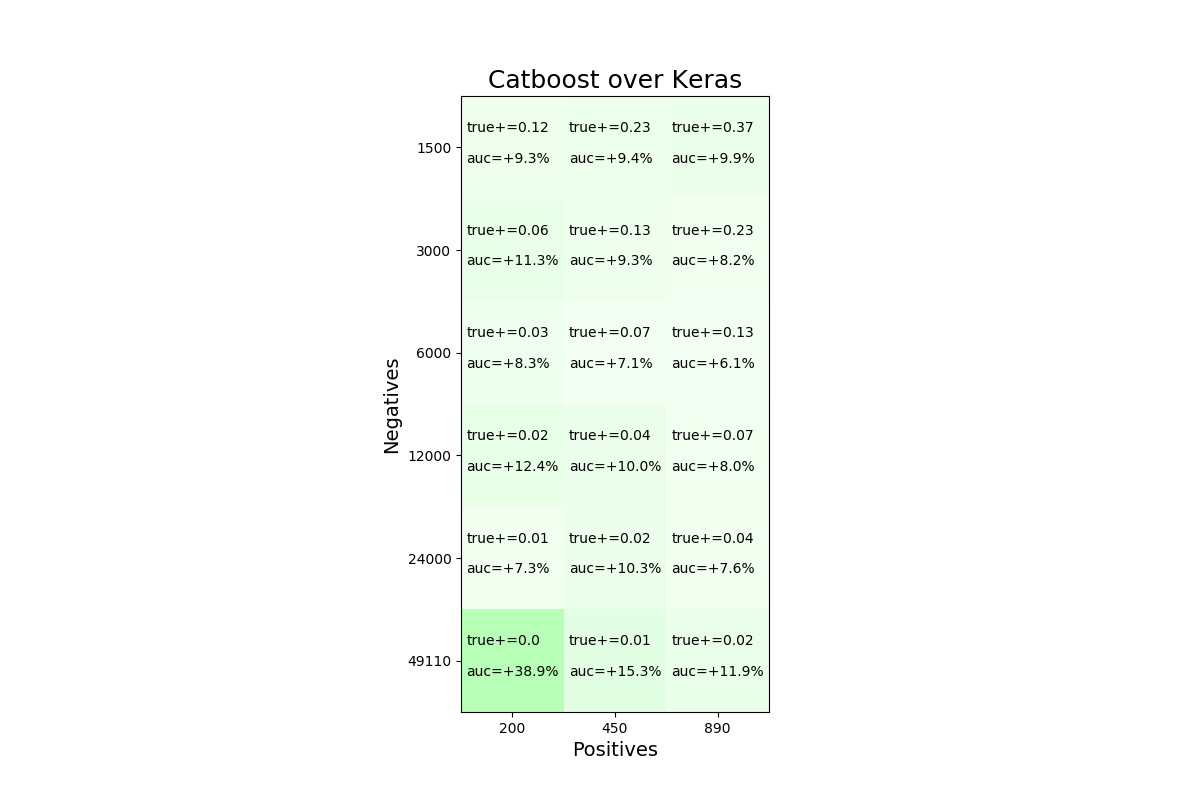 Catboost over Keras
1500
true+=0.12 true+=0.23 true+=0.37
auc=+9.3% auc=+9.4% auc=+9.9%
3000
true+=0.06 true+=0.13 true+=0.23
auc=+11.3% auc=+9.3% auc=+8.2%
6000
true+=0.03 true+=0.07 true+=0.13
auc=+8.3% auc=+7.1% auc=+6.1%
Negatives
12000
true+=0.02 true+=0.04 true+=0.07
auc=+12.4% auc=+10.0% auc=+8.0%
24000
true+=0.01 true+=0.02 true+=0.04
auc=+7.3% auc=+10.3% auc=+7.6%
49110
true+=0.0 true+=0.01 true+=0.02
auc=+38.9% auc=+15.3% auc=+11.9%
200 450 890
Positives